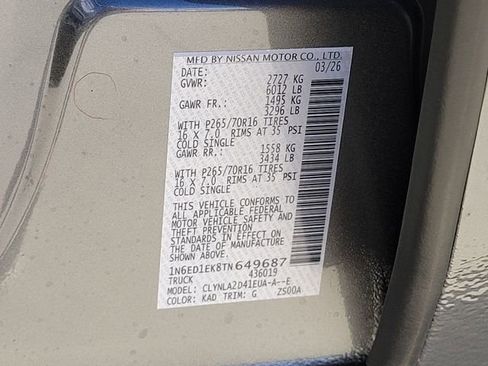 MFD BY NISSAN MOTOR CO., LTD.
DATE: 03/26
GVWR: 2727 KG
6012 LB
GAWR FR.: 1495 KG
3296 LB
WITH P265/70R16 TIRES
16 X 7.0 RIMS AT 35 PSI
COLD SINGLE
GAWR RR.: 1558 KG
3434 LB
WITH P265/70R16 TIRES
16 X 7.0 RIMS AT 35 PSI
COLD SINGLE
THIS VEHICLE CONFORMS TO
ALL APPLICABLE FEDERAL
MOTOR VEHICLE SAFETY AND
THEFT PREVENTION
STANDARDS IN EFFECT ON
THE DATE OF MANUFACTURE
SHOWN ABOVE.
1N6ED1EK8TN649687
TRUCK 436019
MODEL: CLYNLA2D41EUA-A--E
COLOR: KAD TRIM: G ZS00A